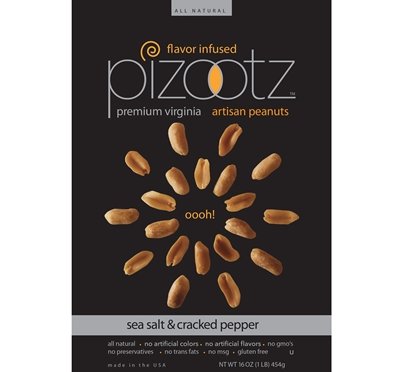 ALL NATURAL
flavor infused
pizootz™
premium virginia artisan peanuts
oooh!
sea salt & cracked pepper
all natural • no artificial colors • no artificial flavors • no gmo's
no preservatives • no trans fats • no msg • gluten free U
made in the USA NET WT 16 OZ (1 LB) 454g